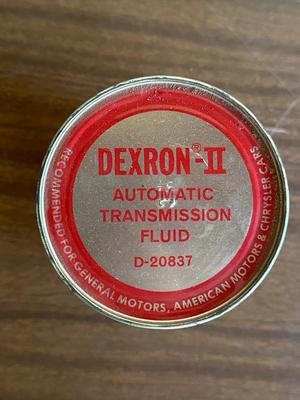 DEXRON®-II
AUTOMATIC
TRANSMISSION
FLUID
D-20837
RECOMMENDED FOR GENERAL MOTORS, AMERICAN MOTORS & CHRYSLER CARS